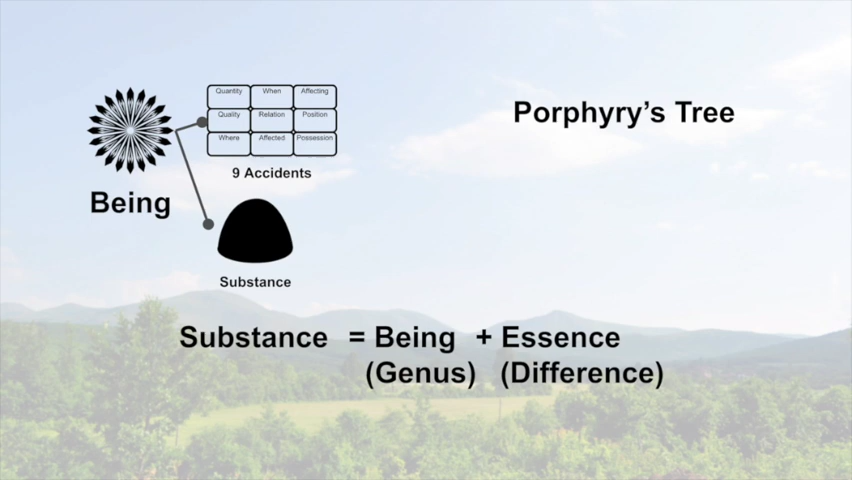 Porphyry's Tree
Quantity When Affecting
Quality Relation Position
Where Affected Possession
9 Accidents
Being
Substance
Substance = Being + Essence
(Genus) (Difference)